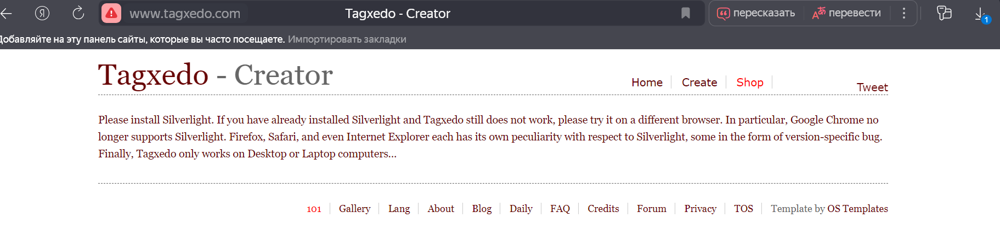 www.tagxedo.com Tagxedo - Creator пересказать перевести 1
Добавляйте на эту панель сайты, которые вы часто посещаете. Импортировать закладки
Tagxedo - Creator
Home Create Shop Tweet
Please install Silverlight. If you have already installed Silverlight and Tagxedo still does not work, please try it on a different browser. In particular, Google Chrome no
longer supports Silverlight. Firefox, Safari, and even Internet Explorer each has its own peculiarity with respect to Silverlight, some in the form of version-specific bug.
Finally, Tagxedo only works on Desktop or Laptop computers...
101 Gallery Lang About Blog Daily FAQ Credits Forum Privacy TOS Template by OS Templates